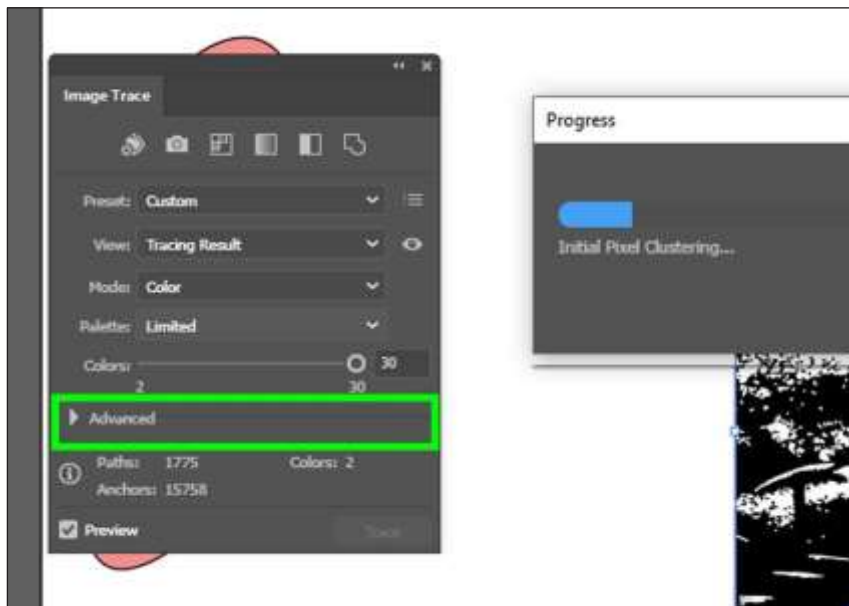 Image Trace
Preset: Custom
View: Tracing Result
Mode: Color
Palette: Limited
Colors: 30
2 30
Advanced
Paths: 1775 Colors: 2
Anchors: 15758
Preview Trace
Progress
Initial Pixel Clustering...